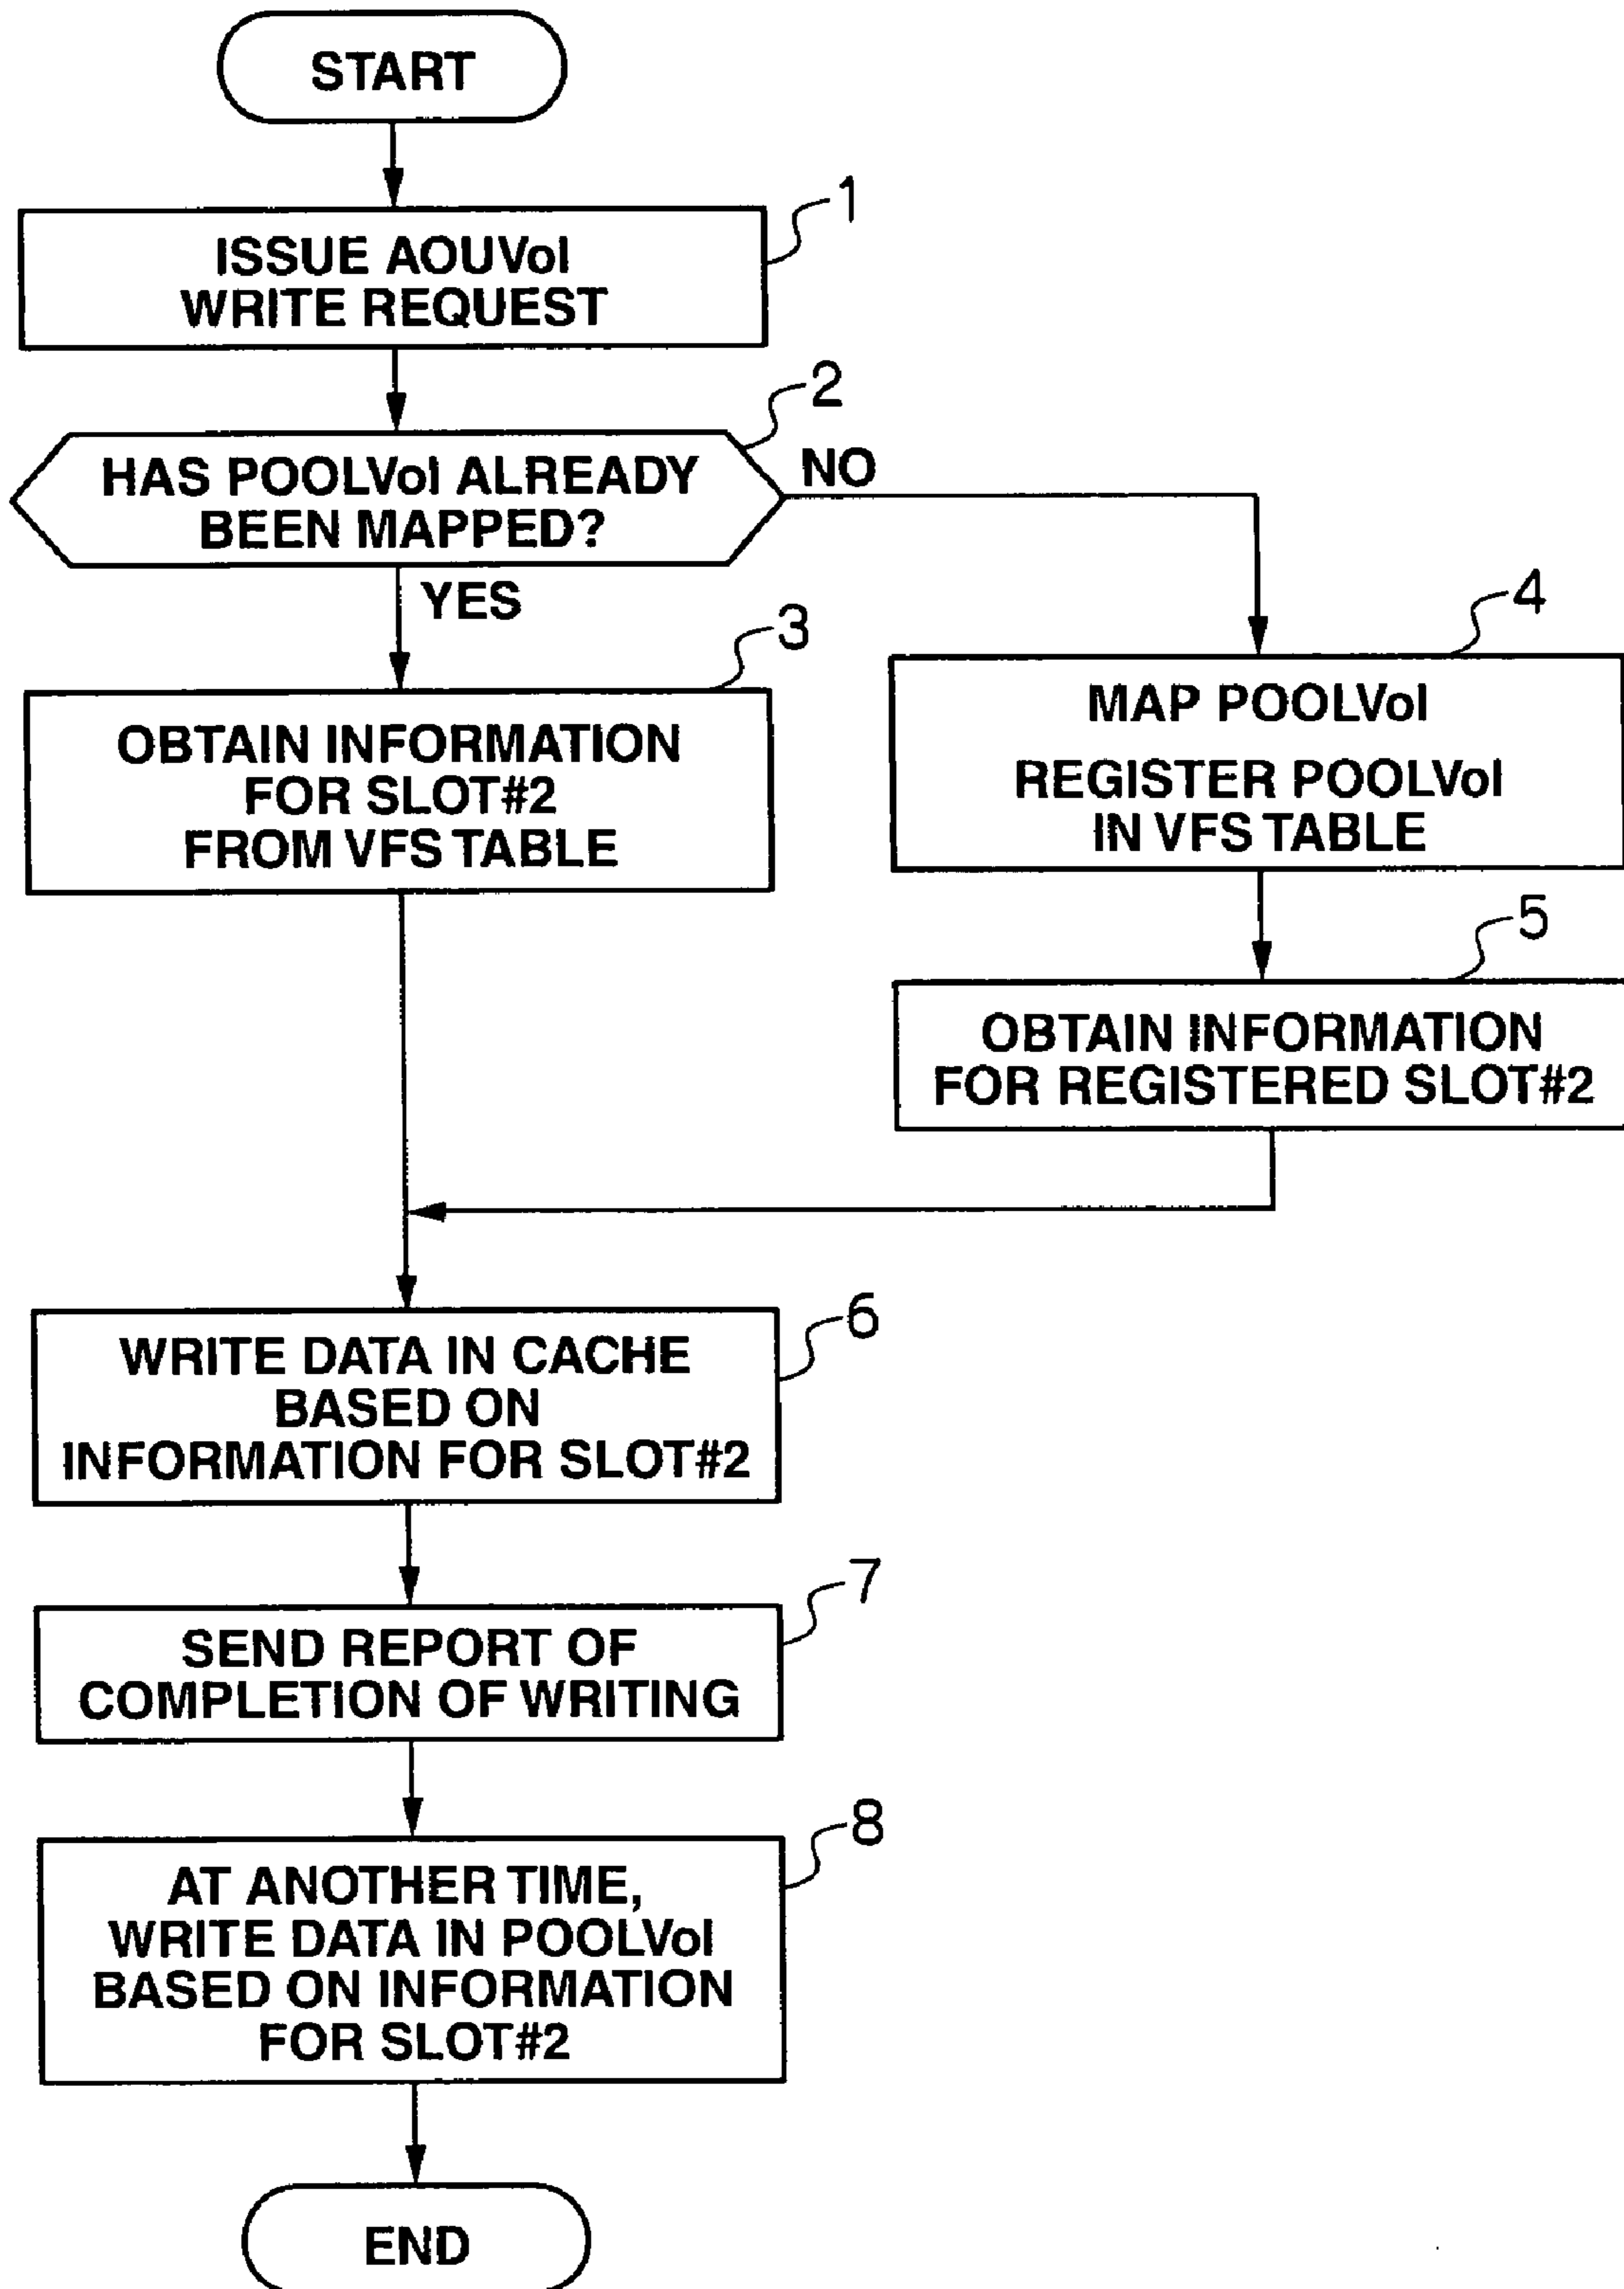 START
1
ISSUE AOUVol
WRITE REQUEST
2
HAS POOLVol ALREADY
BEEN MAPPED?
NO
YES
3
OBTAIN INFORMATION
FOR SLOT#2
FROM VFS TABLE
4
MAP POOLVol
REGISTER POOLVol
IN VFS TABLE
5
OBTAIN INFORMATION
FOR REGISTERED SLOT#2
6
WRITE DATA IN CACHE
BASED ON
INFORMATION FOR SLOT#2
7
SEND REPORT OF
COMPLETION OF WRITING
8
AT ANOTHER TIME,
WRITE DATA IN POOLVol
BASED ON INFORMATION
FOR SLOT#2
END